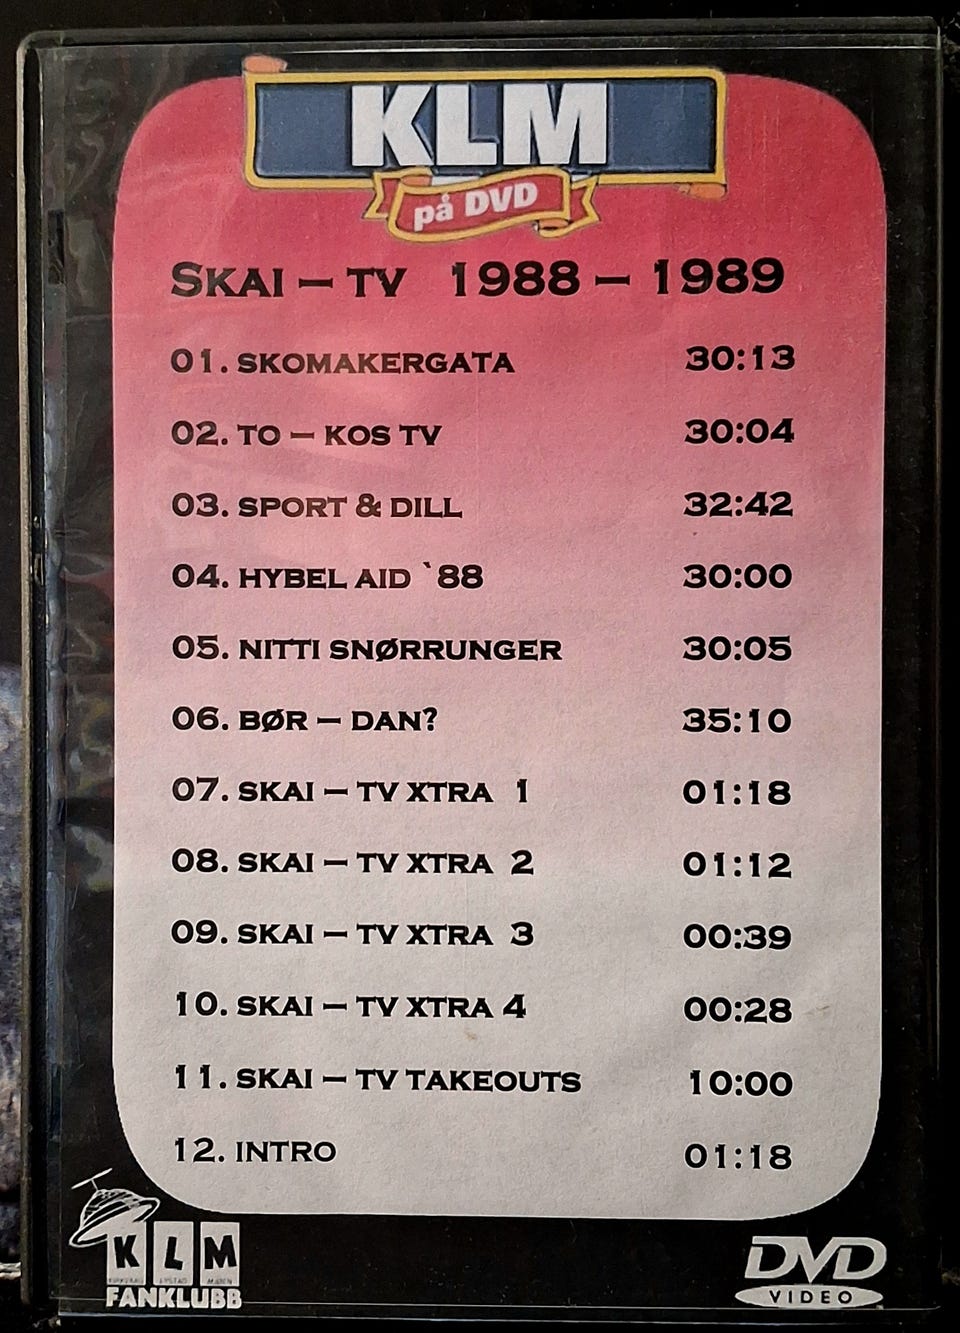 KLM
på DVD
SKAI – TV 1988 – 1989
01. SKOMAKERGATA 30:13
02. TO – KOS TV 30:04
03. SPORT & DILL 32:42
04. HYBEL AID `88 30:00
05. NITTI SNØRRUNGER 30:05
06. BØR – DAN? 35:10
07. SKAI – TV XTRA 1 01:18
08. SKAI – TV XTRA 2 01:12
09. SKAI – TV XTRA 3 00:39
10. SKAI – TV XTRA 4 00:28
11. SKAI – TV TAKEOUTS 10:00
12. INTRO 01:18
KLM
KIRKVAAG LYSTAD MJØEN
FANKLUBB
DVD
VIDEO